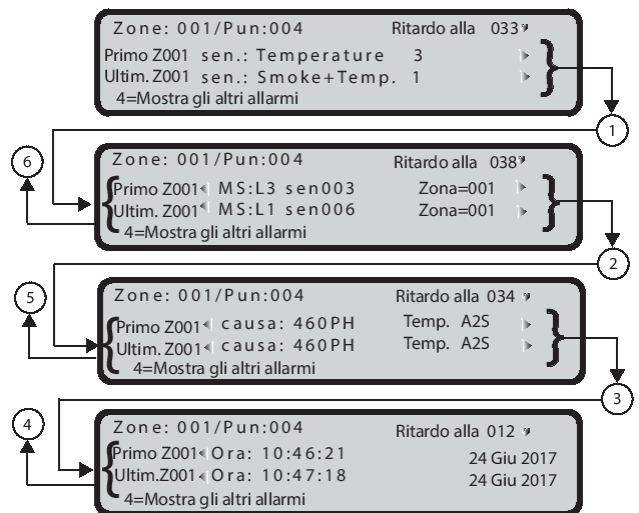 Zone: 001/Pun:004 Ritardo alla 033"
Primo Z001 sen.: Temperature 3
Ultim. Z001 sen.: Smoke+Temp. 1
4=Mostra gli altri allarmi
1
6
Zone: 001/Pun:004 Ritardo alla 038"
Primo Z001 MS:L3 sen003 Zona=001
Ultim. Z001 MS:L1 sen006 Zona=001
4=Mostra gli altri allarmi
2
5
Zone: 001/Pun:004 Ritardo alla 034 "
Primo Z001 causa: 460PH Temp. A2S
Ultim. Z001 causa: 460PH Temp. A2S
4=Mostra gli altri allarmi
3
4
Zone: 001/Pun:004 Ritardo alla 012 "
Primo Z001 Ora: 10:46:21 24 Giu 2017
Ultim.Z001 Ora: 10:47:18 24 Giu 2017
4=Mostra gli altri allarmi